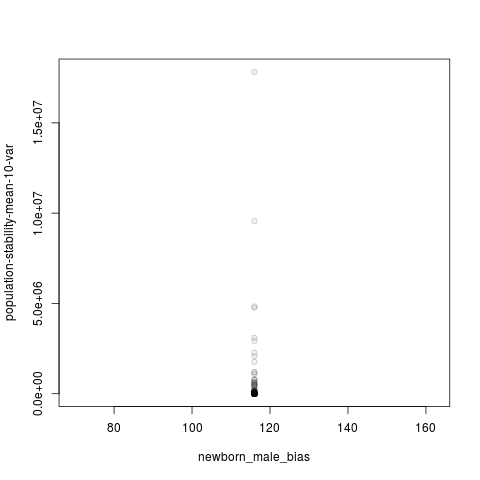 population-stability-mean-10-var
1.5e+07
1.0e+07
5.0e+06
0.0e+00
80 100 120 140 160
newborn_male_bias